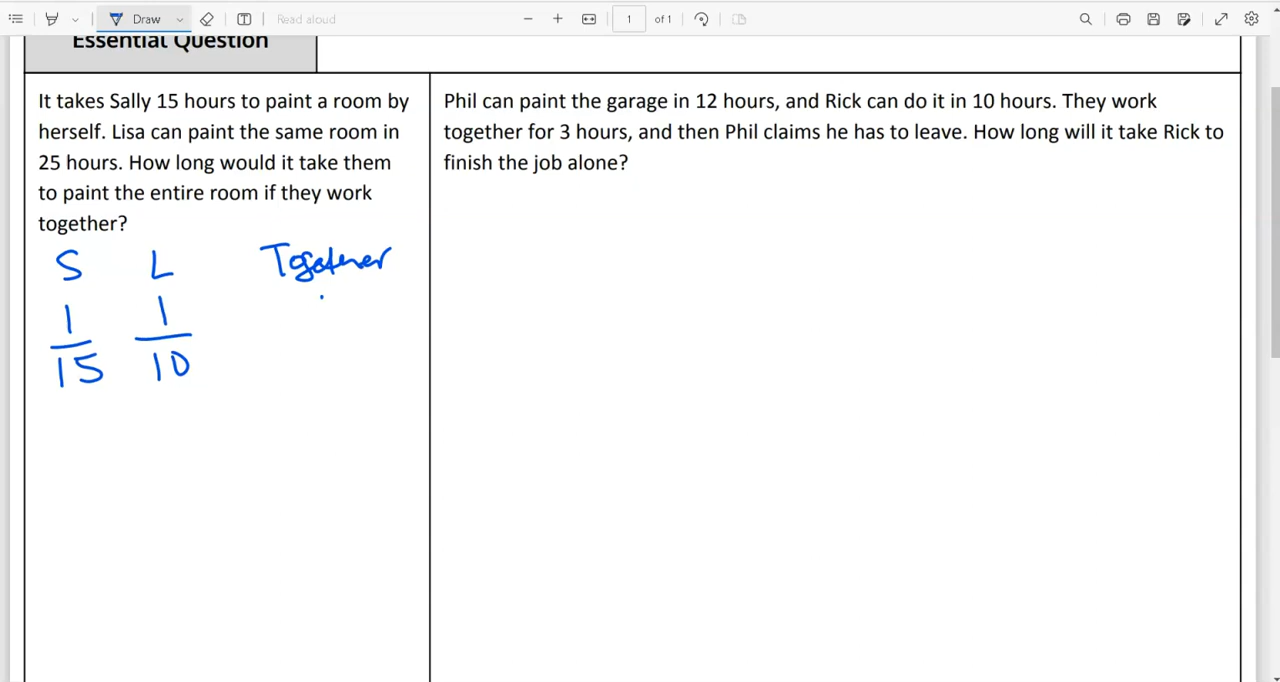 Draw
Read aloud
1 of 1
Essential Question
It takes Sally 15 hours to paint a room by
herself. Lisa can paint the same room in
25 hours. How long would it take them
to paint the entire room if they work
together?
S L Together
1 1
15 10
Phil can paint the garage in 12 hours, and Rick can do it in 10 hours. They work
together for 3 hours, and then Phil claims he has to leave. How long will it take Rick to
finish the job alone?